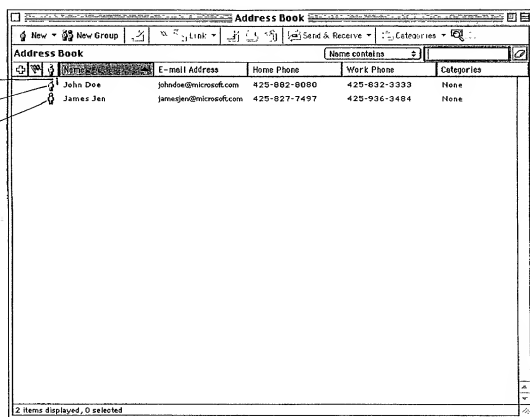 Address Book
New New Group Link Send & Receive Categories
Address Book Name contains
Name E-mail Address Home Phone Work Phone Categories
John Doe johndoe@microsoft.com 425-882-8080 425-832-3333 None
James Jen jamesjen@microsoft.com 425-827-7497 425-936-3484 None
2 items displayed, 0 selected